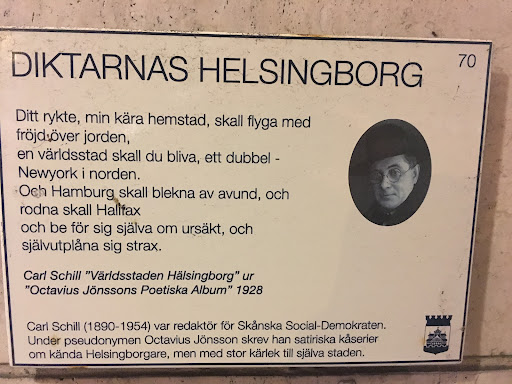 DIKTARNAS HELSINGBORG
70
Ditt rykte, min kära hemstad, skall flyga med
fröjd över jorden,
en världsstad skall du bliva, ett dubbel -
Newyork i norden.
Och Hamburg skall blekna av avund, och
rodna skall Halifax
och be för sig själva om ursäkt, och
självutplåna sig strax.
Carl Schill "Världsstaden Hälsingborg" ur
"Octavius Jönssons Poetiska Album" 1928
Carl Schill (1890-1954) var redaktör för Skånska Social-Demokraten.
Under pseudonymen Octavius Jönsson skrev han satiriska kåserier
om kända Helsingborgare, men med stor kärlek till själva staden.